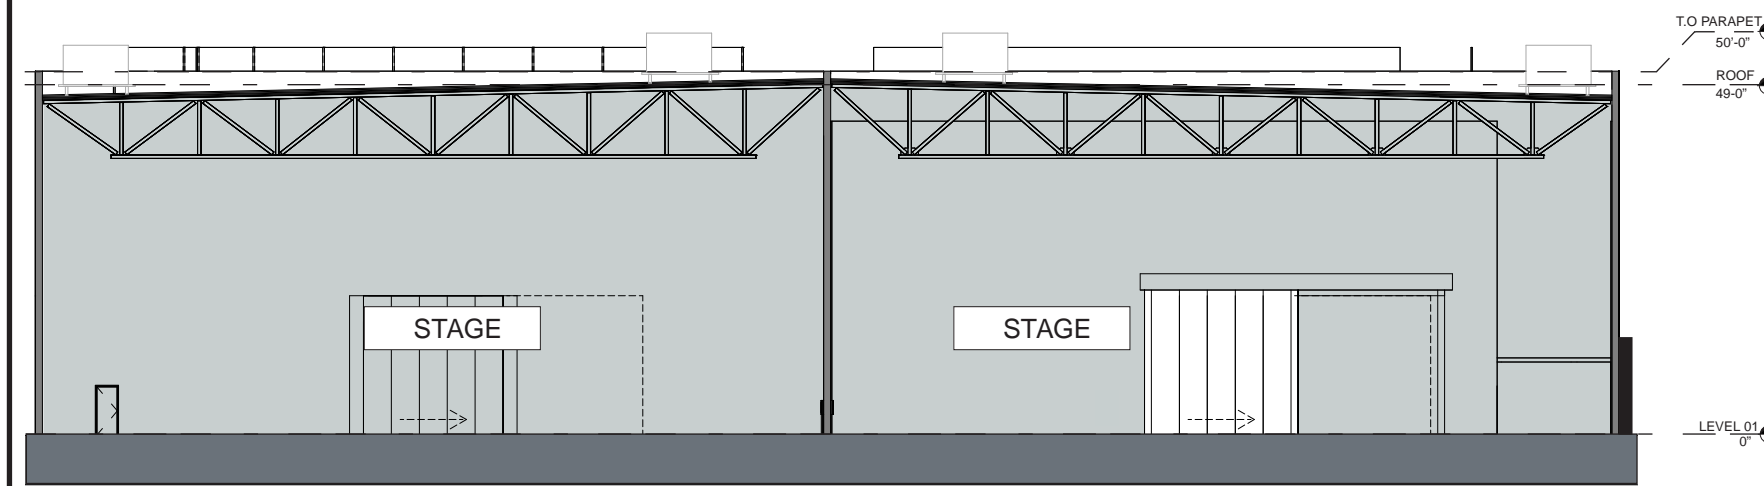 T.O PARAPET
50'-0"
ROOF
49-0"
STAGE
STAGE
LEVEL 01
0"